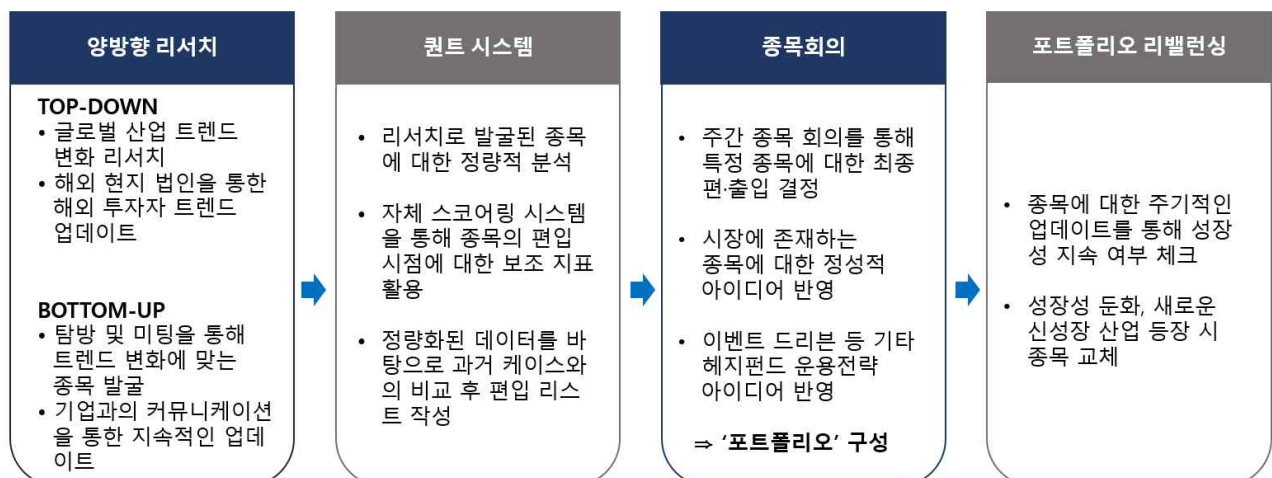 양방향 리서치
TOP-DOWN
• 글로벌 산업 트렌드
변화 리서치
• 해외 현지 법인을 통한
해외 투자자 트렌드
업데이트
BOTTOM-UP
• 탐방 및 미팅을 통해
트렌드 변화에 맞는
종목 발굴
• 기업과의 커뮤니케이션
을 통한 지속적인 업데
이트
퀀트 시스템
• 리서치로 발굴된 종목
에 대한 정량적 분석
• 자체 스코어링 시스템
을 통해 종목의 편입
시점에 대한 보조 지표
활용
• 정량화된 데이터를 바
탕으로 과거 케이스와
의 비교 후 편입 리스
트 작성
종목회의
• 주간 종목 회의를 통해
특정 종목에 대한 최종
편·출입 결정
• 시장에 존재하는
종목에 대한 정성적
아이디어 반영
• 이벤트 드리븐 등 기타
헤지펀드 운용전략
아이디어 반영
⇒ ‘포트폴리오’ 구성
포트폴리오 리밸런싱
• 종목에 대한 주기적인
업데이트를 통해 성장
성 지속 여부 체크
• 성장성 둔화, 새로운
신성장 산업 등장 시
종목 교체